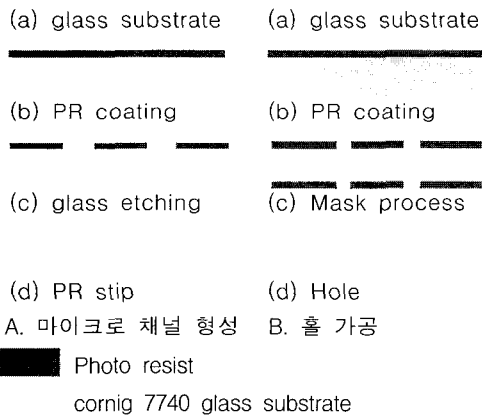 (a) glass substrate
(b) PR coating
(c) glass etching
(d) PR stip
A. 마이크로 채널 형성
(a) glass substrate
(b) PR coating
(c) Mask process
(d) Hole
B. 홀 가공
Photo resist
cornig 7740 glass substrate